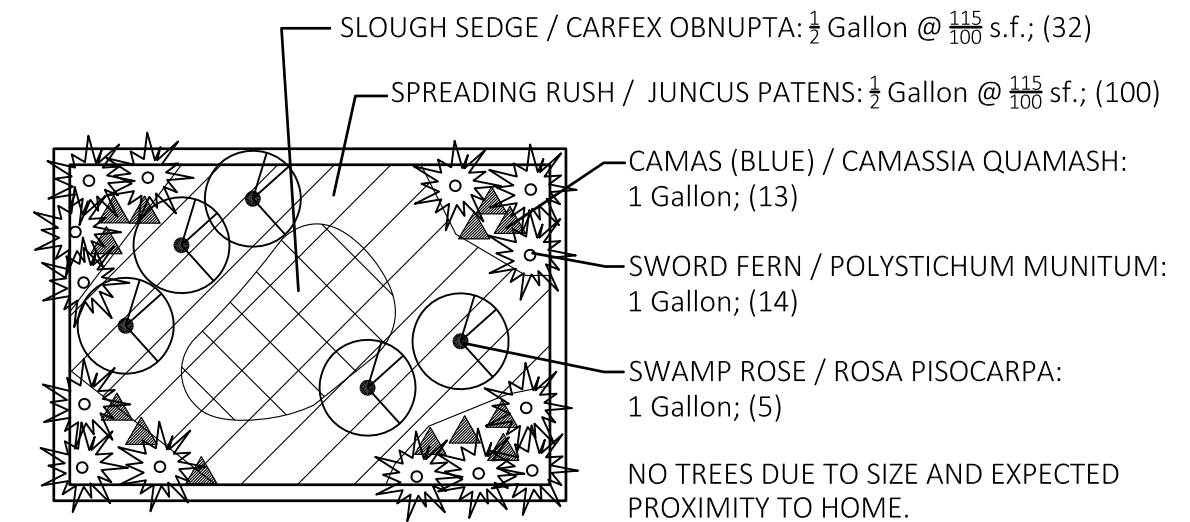 SLOUGH SEDGE / CARFEX OBNUPTA: 1/2 Gallon @ 115/100 s.f.; (32)
SPREADING RUSH / JUNCUS PATENS: 1/2 Gallon @ 115/100 sf.; (100)
CAMAS (BLUE) / CAMASSIA QUAMASH:
1 Gallon; (13)
SWORD FERN / POLYSTICHUM MUNITUM:
1 Gallon; (14)
SWAMP ROSE / ROSA PISOCARPA:
1 Gallon; (5)
NO TREES DUE TO SIZE AND EXPECTED
PROXIMITY TO HOME.